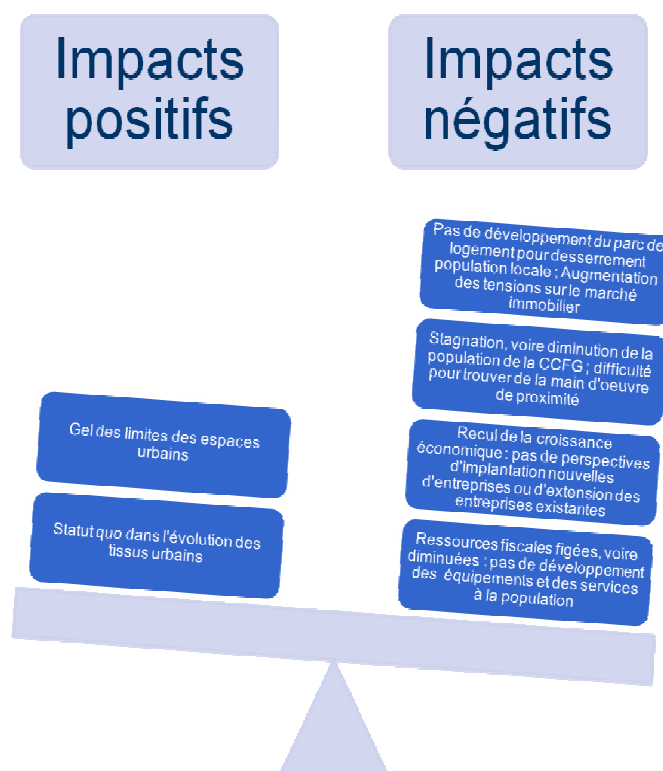 Impacts
positifs
Impacts
négatifs
Gel des limites des espaces
urbains
Statut quo dans l'évolution des
tissus urbains
Pas de développement du parc de
logement pour desserrement
population locale ; Augmentation
des tensions sur le marché
immobilier
Stagnation, voire diminution de la
population de la CCFG ; difficulté
pour trouver de la main d'oeuvre
de proximité
Recul de la croissance
économique : pas de perspectives
d'implantation nouvelles
d'entreprises ou d'extension des
entreprises existantes
Ressources fiscales figées, voire
diminuées : pas de développement
des équipements et des services
à la population